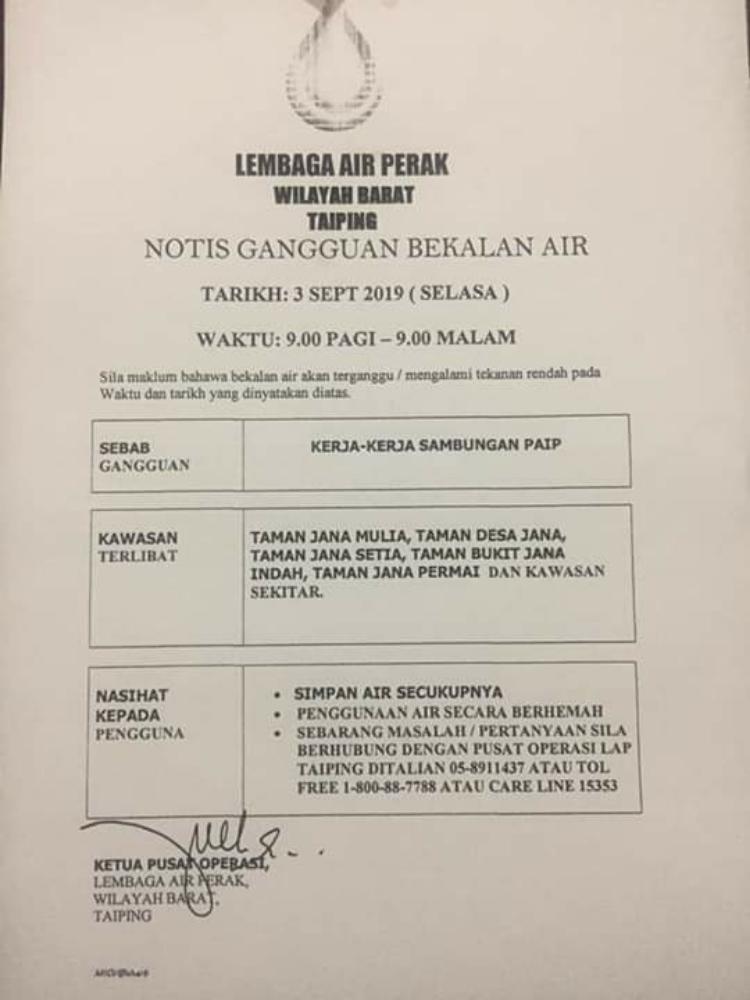 LEMBAGA AIR PERAK
WILAYAH BARAT
TAIPING
NOTIS GANGGUAN BEKALAN AIR
TARIKH: 3 SEPT 2019 ( SELASA )
WAKTU: 9.00 PAGI – 9.00 MALAM
Sila maklum bahawa bekalan air akan terganggu / mengalami tekanan rendah pada
Waktu dan tarikh yang dinyatakan diatas.
SEBAB
GANGGUAN
KERJA-KERJA SAMBUNGAN PAIP
KAWASAN
TERLIBAT
TAMAN JANA MULIA, TAMAN DESA JANA,
TAMAN JANA SETIA, TAMAN BUKIT JANA
INDAH, TAMAN JANA PERMAI DAN KAWASAN
SEKITAR.
NASIHAT
KEPADA
PENGGUNA
• SIMPAN AIR SECUKUPNYA
• PENGGUNAAN AIR SECARA BERHEMAH
• SEBARANG MASALAH / PERTANYAAN SILA
BERHUBUNG DENGAN PUSAT OPERASI LAP
TAIPING DITALIAN 05-8911437 ATAU TOL
FREE 1-800-88-7788 ATAU CARE LINE 15353
KETUA PUSAT OPERASI,
LEMBAGA AIR PERAK,
WILAYAH BARAT,
TAIPING